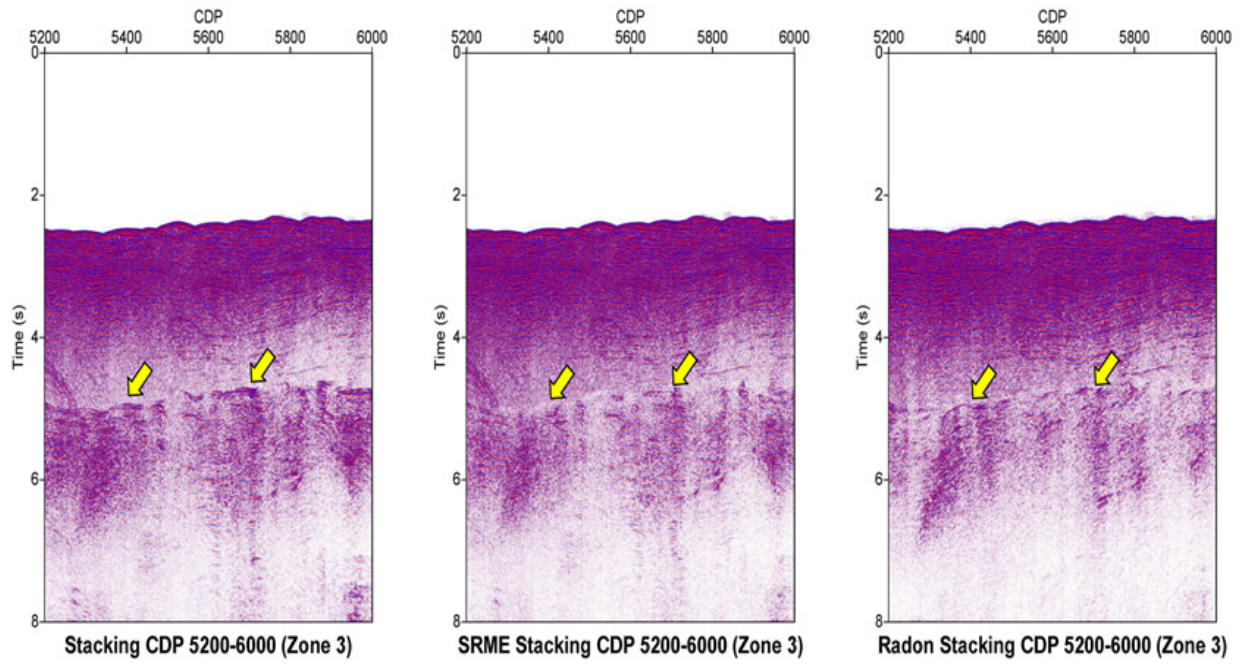 CDP
5200 5400 5600 5800 6000
0
2
4
6
8
Time (s)
Stacking CDP 5200-6000 (Zone 3)
CDP
5200 5400 5600 5800 6000
0
2
4
6
8
Time (s)
SRME Stacking CDP 5200-6000 (Zone 3)
CDP
5200 5400 5600 5800 6000
0
2
4
6
8
Time (s)
Radon Stacking CDP 5200-6000 (Zone 3)